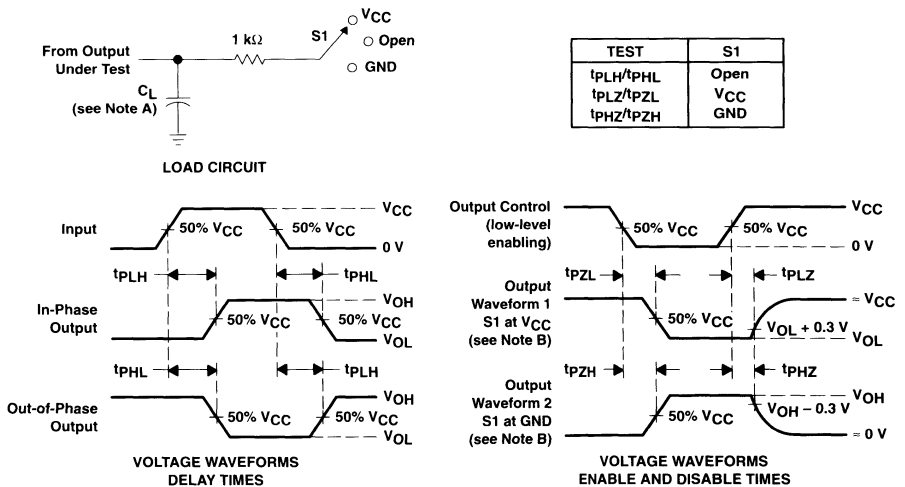 From Output
Under Test
1 kΩ
S1
VCC
Open
GND
CL
(see Note A)
LOAD CIRCUIT
TEST S1
tPLH/tPHL Open
tPLZ/tPZL VCC
tPHZ/tPZH GND
Input
50% VCC
50% VCC
VCC
0 V
tPLH
tPHL
In-Phase
Output
50% VCC
50% VCC
VOH
VOL
tPHL
tPLH
Out-of-Phase
Output
50% VCC
50% VCC
VOH
VOL
VOLTAGE WAVEFORMS
DELAY TIMES
Output Control
(low-level
enabling)
50% VCC
50% VCC
VCC
0 V
tPZL
tPLZ
Output
Waveform 1
S1 at VCC
(see Note B)
50% VCC
VOL + 0.3 V
≈ VCC
VOL
tPZH
tPHZ
Output
Waveform 2
S1 at GND
(see Note B)
50% VCC
VOH − 0.3 V
VOH
≈ 0 V
VOLTAGE WAVEFORMS
ENABLE AND DISABLE TIMES